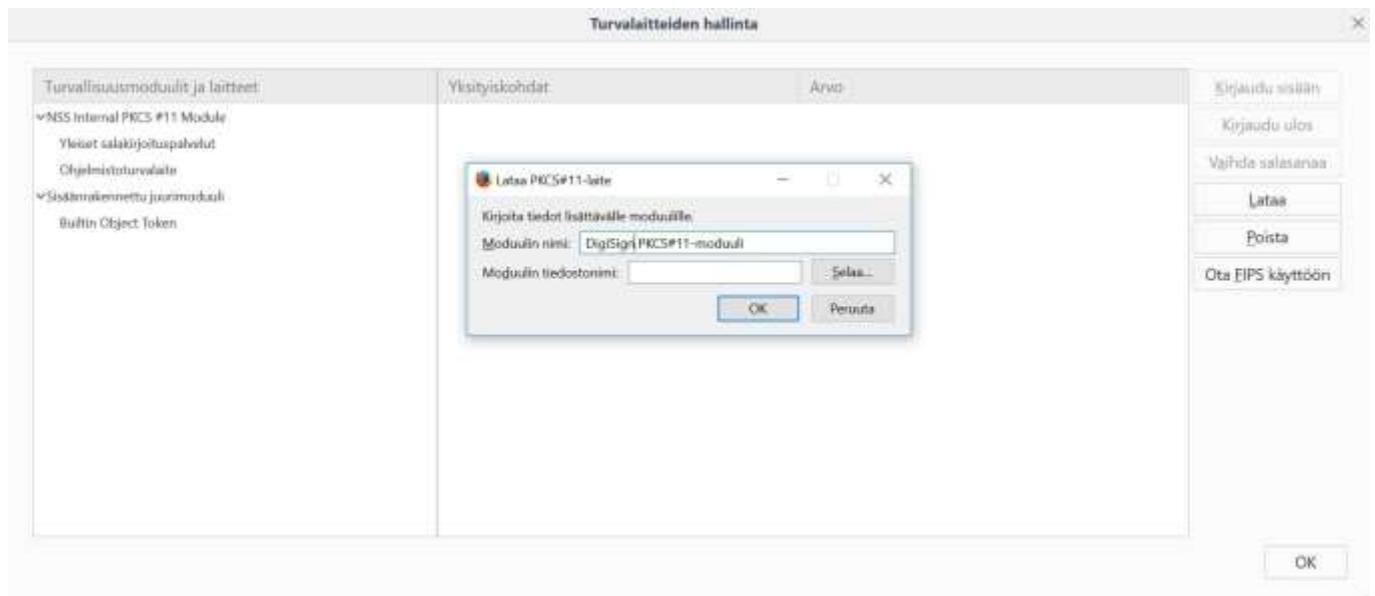 Turvalaitteiden hallinta
Turvallisuusmoduulit ja laitteet
Yksityiskohdat
Arvo
NSS Internal PKCS #11 Module
Yleiset salakirjoituspalvelut
Ohjelmistoturvalaite
Sisäänrakennettu juurimoduuli
Builtin Object Token
Lataa PKCS#11-laite
Kirjoita tiedot lisättävälle moduulille.
Moduulin nimi: DigiSign PKCS#11-moduuli
Moduulin tiedostonimi: Selaa...
OK Peruuta
Kirjaudu sisään
Kirjaudu ulos
Vaihda salasanaa
Lataa
Poista
Ota FIPS käyttöön
OK